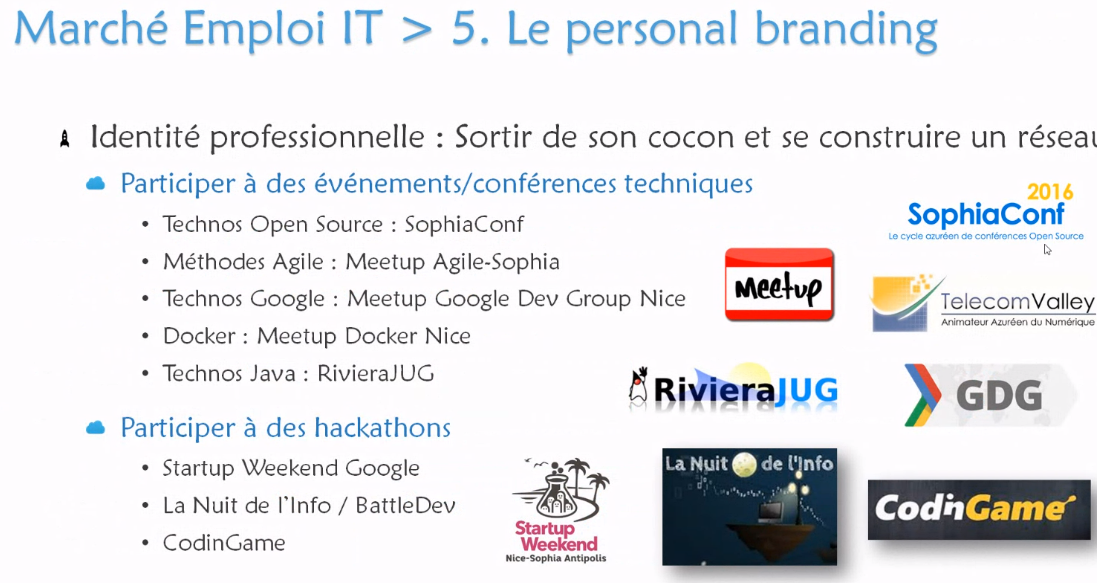 Marché Emploi IT > 5. Le personal branding
Identité professionnelle : Sortir de son cocon et se construire un réseau
Participer à des événements/conférences techniques
• Technos Open Source : SophiaConf
• Méthodes Agile : Meetup Agile-Sophia
• Technos Google : Meetup Google Dev Group Nice
• Docker : Meetup Docker Nice
• Technos Java : RivieraJUG
2016
SophiaConf
Le cycle azuréen de conférences Open Source
Meetup
TelecomValley
Animateur Azuréen du Numérique
RivieraJUG
GDG
Participer à des hackathons
• Startup Weekend Google
• La Nuit de l'Info / BattleDev
• CodinGame
Startup
Weekend
Nice-Sophia Antipolis
La Nuit de l'Info
CodinGame